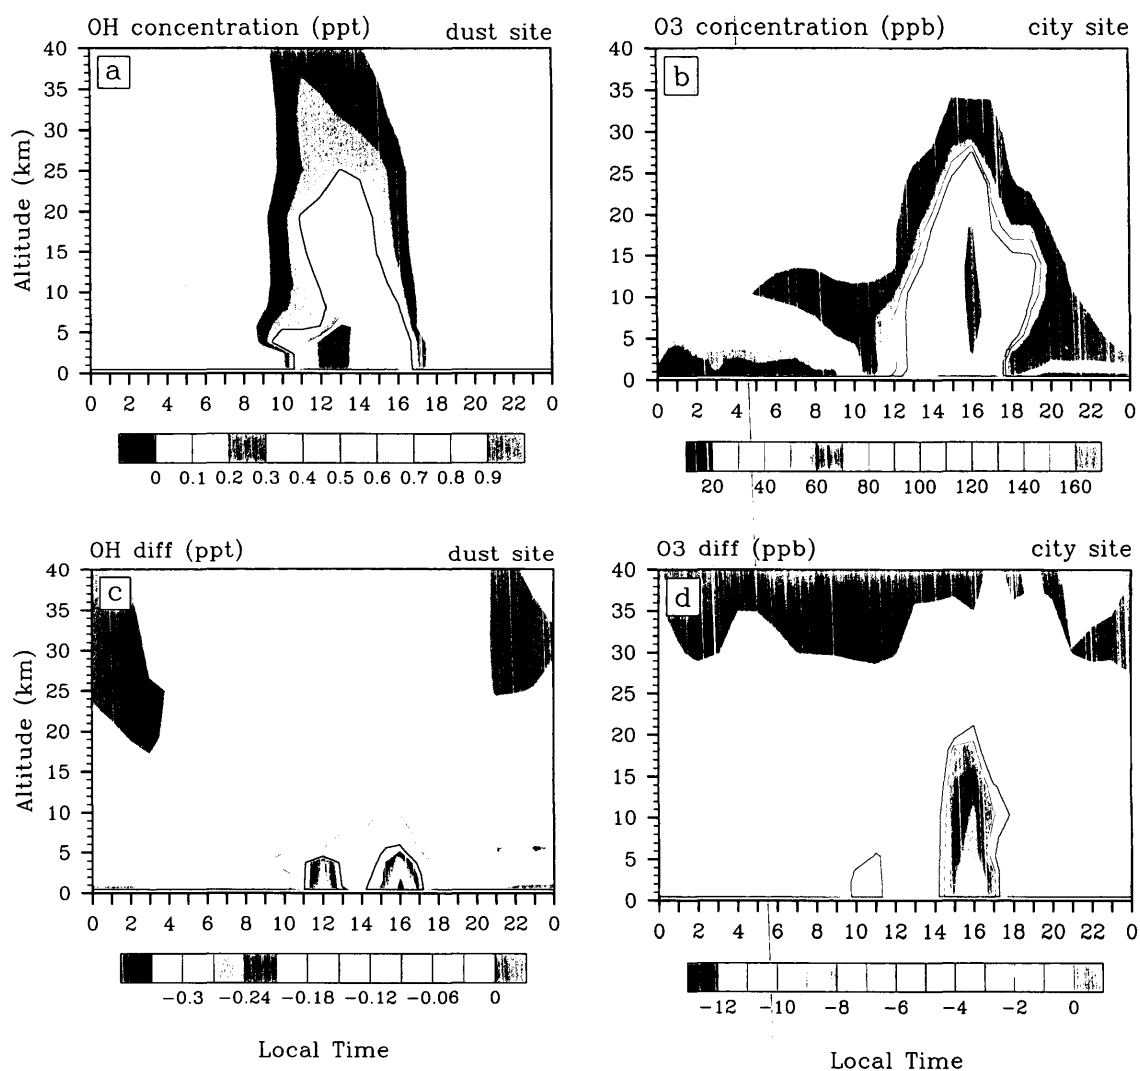 OH concentration (ppt) dust site
a
40
35
30
25
20
15
10
5
0
Altitude (km)
0 2 4 6 8 10 12 14 16 18 20 22 0
0 0.1 0.2 0.3 0.5 0.6 0.7 0.8 0.9
O3 concentration (ppb) city site
b
40
35
30
25
20
15
10
5
0
0 2 4 6 8 10 12 14 16 18 20 22 0
20 40 60 80 100 120 140 160
OH diff (ppt) dust site
c
40
35
30
25
20
15
10
5
0
Altitude (km)
0 2 4 6 8 10 12 14 16 18 20 22 0
-0.3 -0.24 -0.18 -0.12 -0.06 0
Local Time
O3 diff (ppb) city site
d
40
35
30
25
20
15
10
5
0
0 2 4 6 8 10 12 14 16 18 20 22 0
-12 -10 -8 -6 -4 -2 0
Local Time